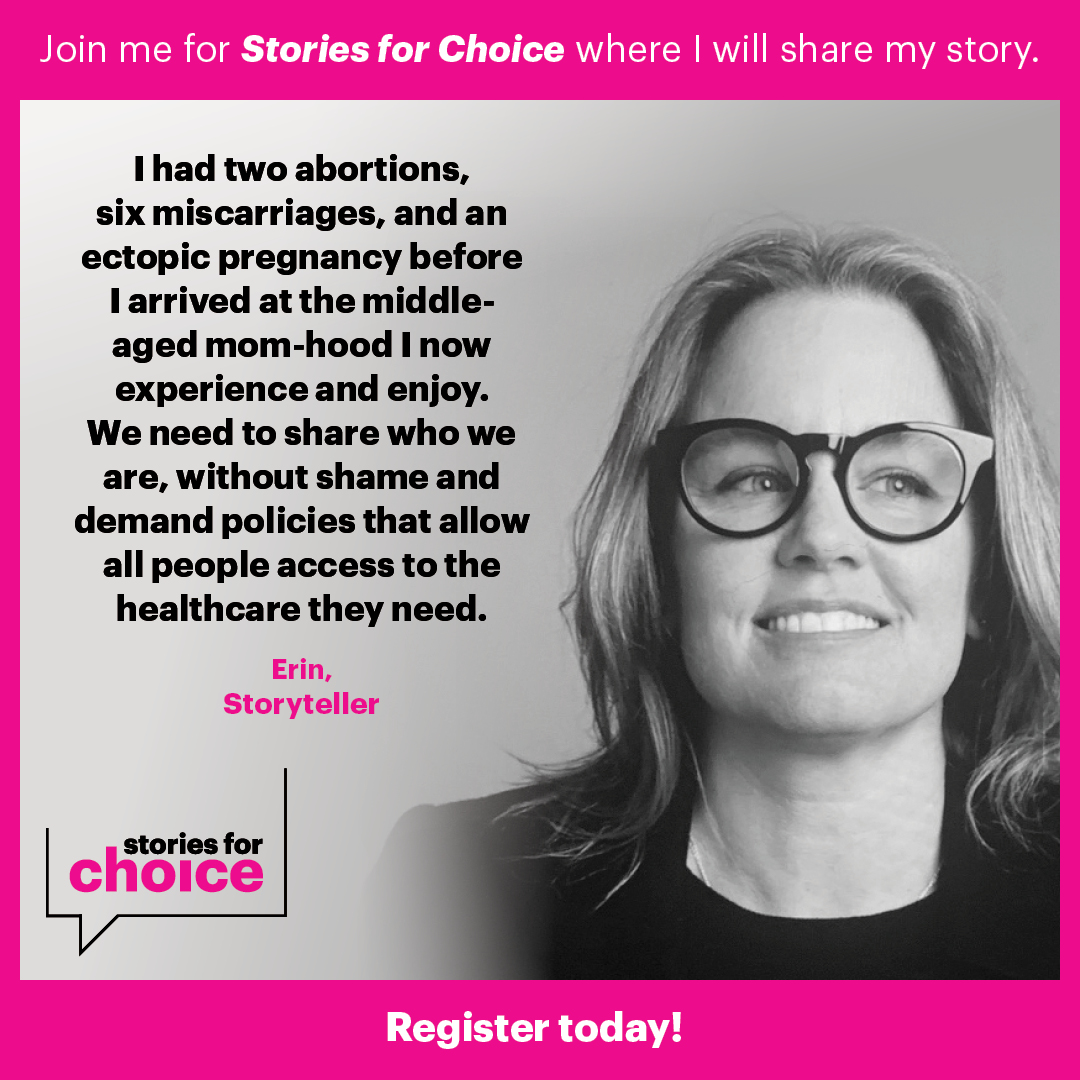 Join me for Stories for Choice where I will share my story.
I had two abortions,
six miscarriages, and an
ectopic pregnancy before
I arrived at the middle-
aged mom-hood I now
experience and enjoy.
We need to share who we
are, without shame and
demand policies that allow
all people access to the
healthcare they need.
Erin,
Storyteller
stories for
choice
Register today!